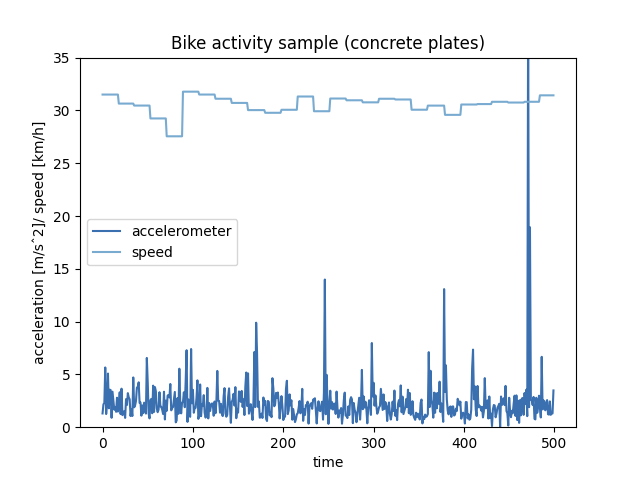 Bike activity sample (concrete plates)
acceleration [m/sˆ2]/ speed [km/h]
35
30
25
20
15
10
5
0
accelerometer
speed
0 100 200 300 400 500
time